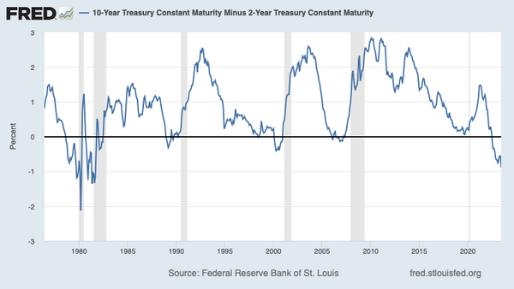 FRED — 10-Year Treasury Constant Maturity Minus 2-Year Treasury Constant Maturity
Percent
3
2
1
0
-1
-2
-3
1980 1985 1990 1995 2000 2005 2010 2015 2020
Source: Federal Reserve Bank of St. Louis fred.stlouisfed.org